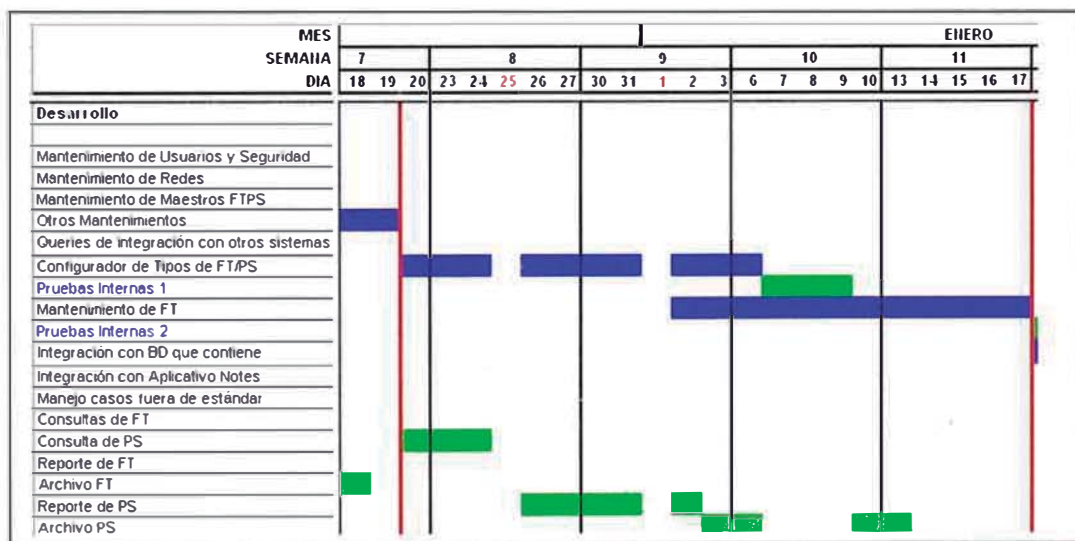 MES ENERO
SEMANA 7 8 9 10 11
DIA 18 19 20 23 24 25 26 27 30 31 1 2 3 6 7 8 9 10 13 14 15 16 17
Desarrollo
Mantenimiento de Usuarios y Seguridad
Mantenimiento de Redes
Mantenimiento de Maestros FTPS
Otros Mantenimientos
Queries de integración con otros sistemas
Configurador de Tipos de FT/PS
Pruebas Internas 1
Mantenimiento de FT
Pruebas Internas 2
Integración con BD que contiene
Integración con Aplicativo Notes
Manejo casos fuera de estándar
Consultas de FT
Consulta de PS
Reporte de FT
Archivo FT
Reporte de PS
Archivo PS